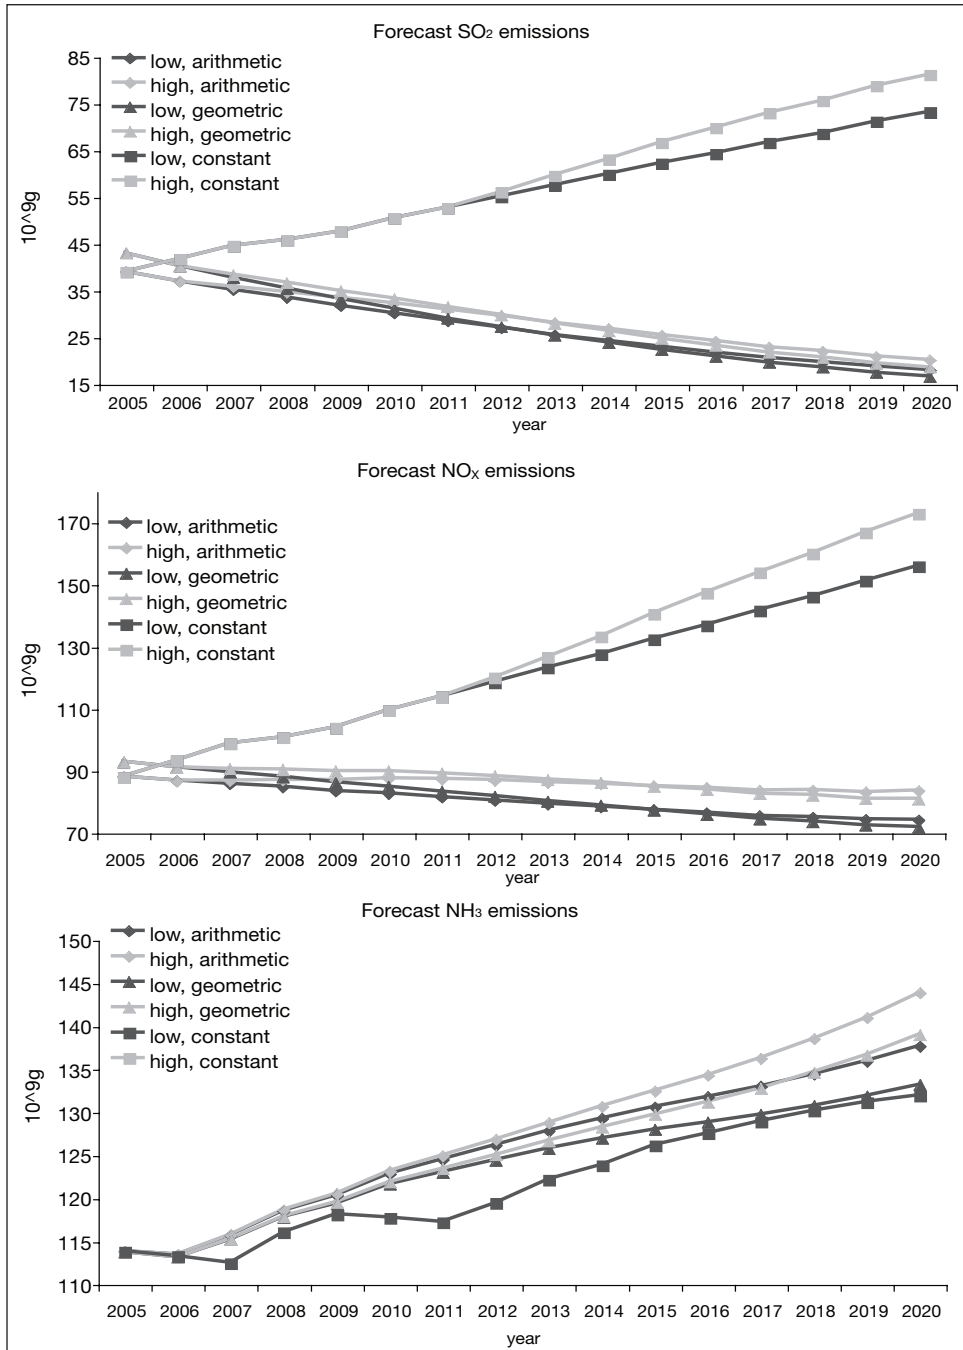 Forecast SO₂ emissions
85
75
65
55
45
35
25
15
10^9g
low, arithmetic
high, arithmetic
low, geometric
high, geometric
low, constant
high, constant
2005 2006 2007 2008 2009 2010 2011 2012 2013 2014 2015 2016 2017 2018 2019 2020
year
Forecast NOₓ emissions
170
150
130
110
90
70
10^9g
low, arithmetic
high, arithmetic
low, geometric
high, geometric
low, constant
high, constant
2005 2006 2007 2008 2009 2010 2011 2012 2013 2014 2015 2016 2017 2018 2019 2020
year
Forecast NH₃ emissions
150
145
140
135
130
125
120
115
110
10^9g
low, arithmetic
high, arithmetic
low, geometric
high, geometric
low, constant
high, constant
2005 2006 2007 2008 2009 2010 2011 2012 2013 2014 2015 2016 2017 2018 2019 2020
year